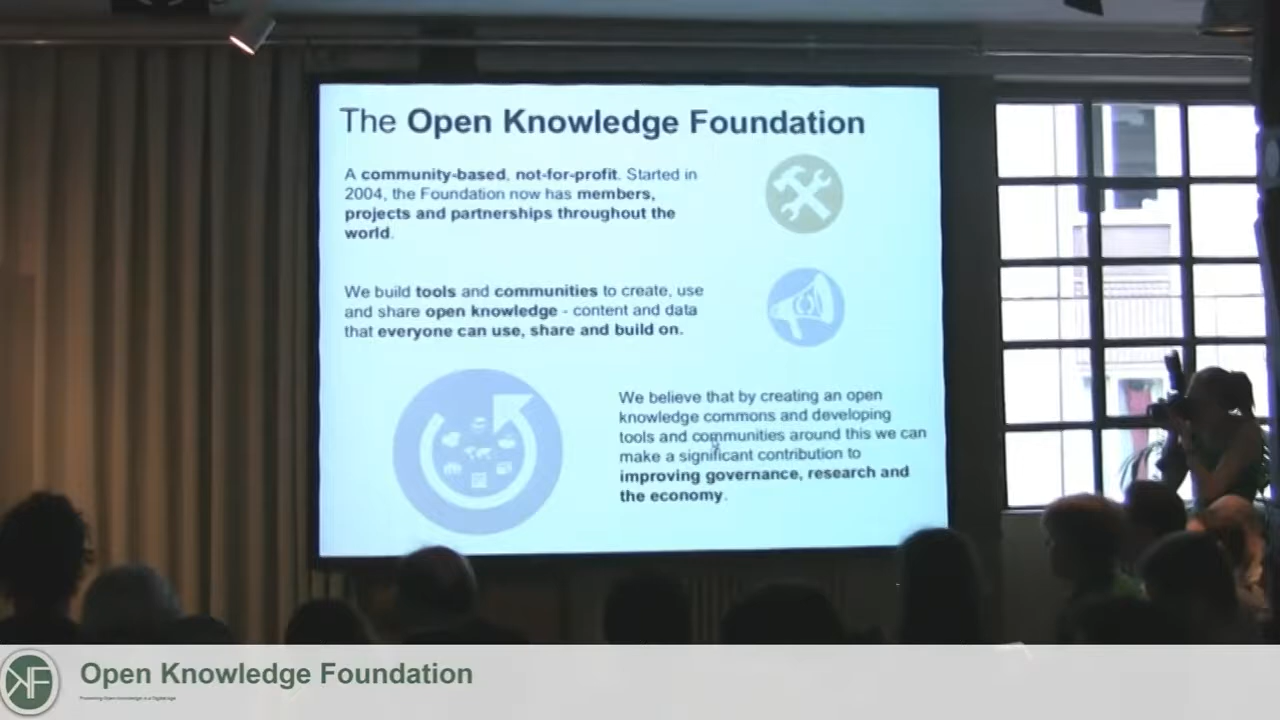 The Open Knowledge Foundation
A community-based, not-for-profit. Started in
2004, the Foundation now has members,
projects and partnerships throughout the
world.
We build tools and communities to create, use
and share open knowledge - content and data
that everyone can use, share and build on.
We believe that by creating an open
knowledge commons and developing
tools and communities around this we can
make a significant contribution to
improving governance, research and
the economy.
KF
Open Knowledge Foundation